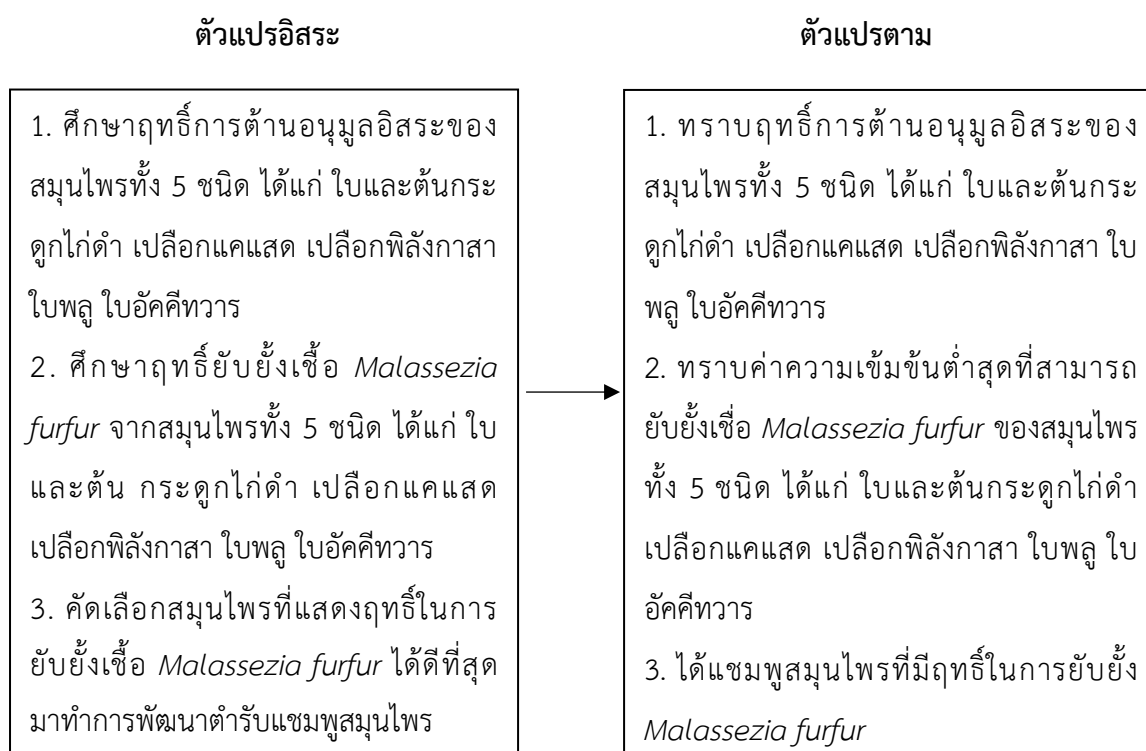 ตัวแปรอิสระ
ตัวแปรตาม
1. ศึกษาฤทธิ์การต้านอนุมูลอิสระของ
สมุนไพรทั้ง 5 ชนิด ได้แก่ ใบและต้นกระ
ดูกไก่ดำ เปลือกแคแสด เปลือกพิลังกาสา
ใบพลู ใบอัคคีทวาร
2. ศึกษาฤทธิ์ยับยั้งเชื้อ Malassezia
furfur จากสมุนไพรทั้ง 5 ชนิด ได้แก่ ใบ
และต้น กระดูกไก่ดำ เปลือกแคแสด
เปลือกพิลังกาสา ใบพลู ใบอัคคีทวาร
3. คัดเลือกสมุนไพรที่แสดงฤทธิ์ในการ
ยับยั้งเชื้อ Malassezia furfur ได้ดีที่สุด
มาทำการพัฒนาตำรับแชมพูสมุนไพร
1. ทราบฤทธิ์การต้านอนุมูลอิสระของ
สมุนไพรทั้ง 5 ชนิด ได้แก่ ใบและต้นกระ
ดูกไก่ดำ เปลือกแคแสด เปลือกพิลังกาสา ใบ
พลู ใบอัคคีทวาร
2. ทราบค่าความเข้มข้นต่ำสุดที่สามารถ
ยับยั้งเชื่อ Malassezia furfur ของสมุนไพร
ทั้ง 5 ชนิด ได้แก่ ใบและต้นกระดูกไก่ดำ
เปลือกแคแสด เปลือกพิลังกาสา ใบพลู ใบ
อัคคีทวาร
3. ได้แชมพูสมุนไพรที่มีฤทธิ์ในการยับยั้ง
Malassezia furfur